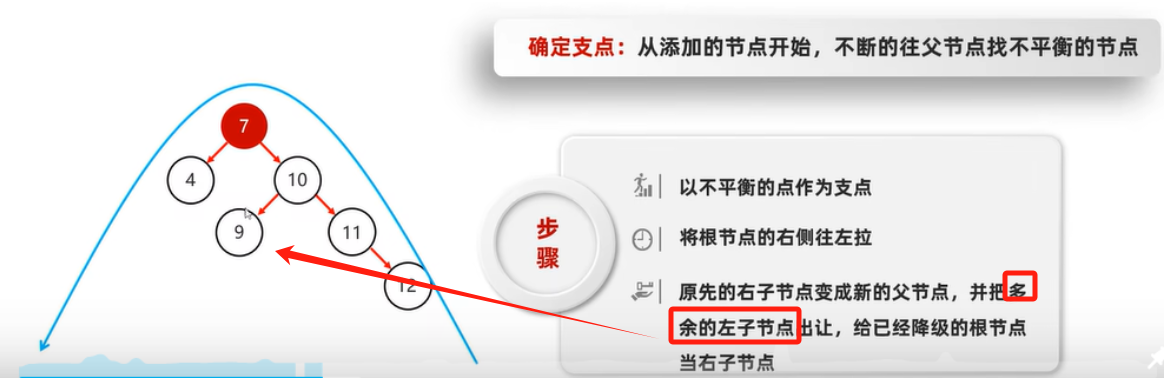 确定支点：从添加的节点开始，不断的往父节点找不平衡的节点
7
4
10
9
11
12
步
骤
以不平衡的点作为支点
将根节点的右侧往左拉
原先的右子节点变成新的父节点，并把多
余的左子节点出让，给已经降级的根节点
当右子节点